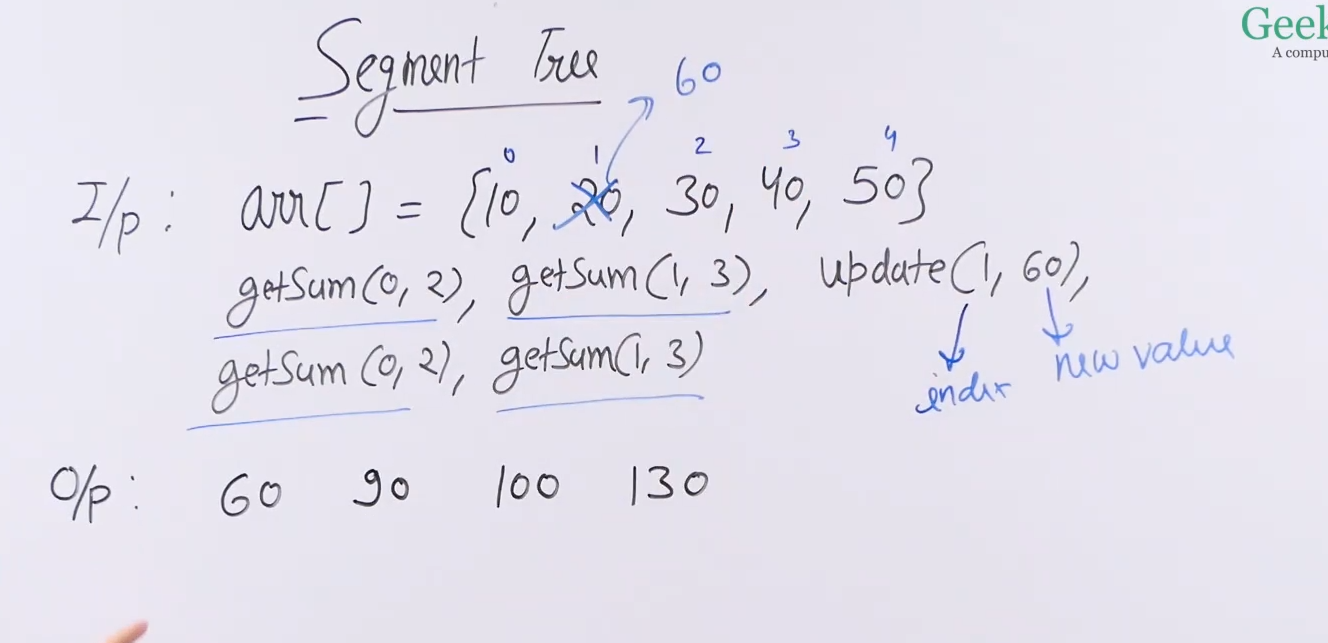 Geek
A compu
Segment Tree
60
0 1 2 3 4
I/p : arr[] = {10, 20, 30, 40, 50}
getSum(0, 2), getSum(1, 3), update(1, 60),
getSum(0, 2), getSum(1, 3)
index new value
O/p : 60 90 100 130